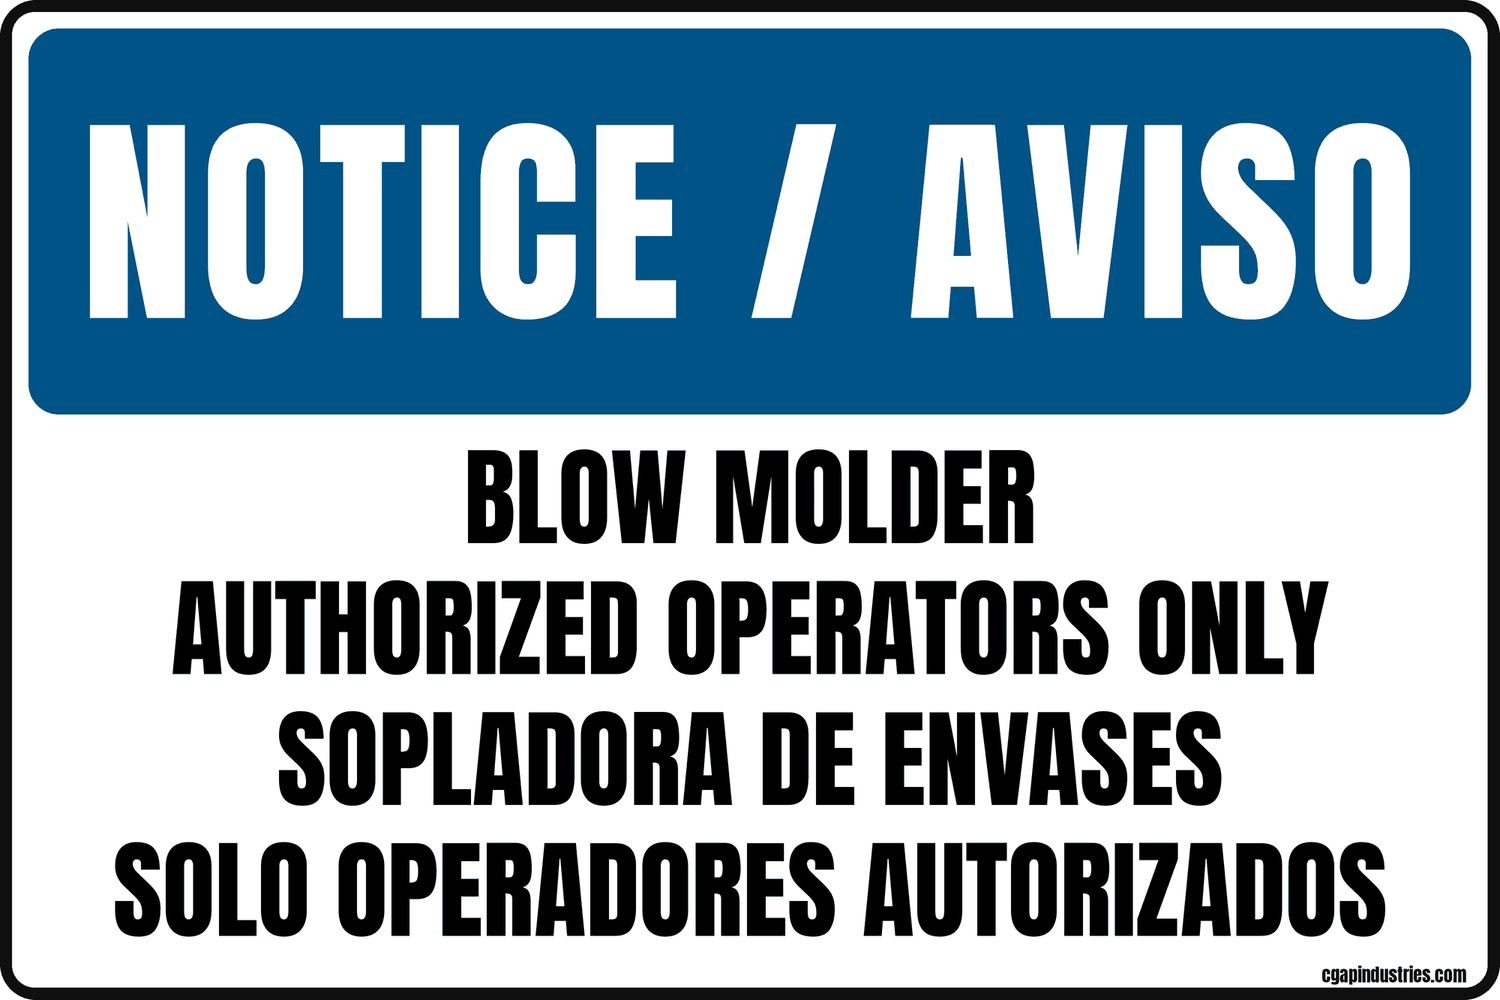 NOTICE / AVISO
BLOW MOLDER
AUTHORIZED OPERATORS ONLY
SOPLADORA DE ENVASES
SOLO OPERADORES AUTORIZADOS
cgapindustries.com